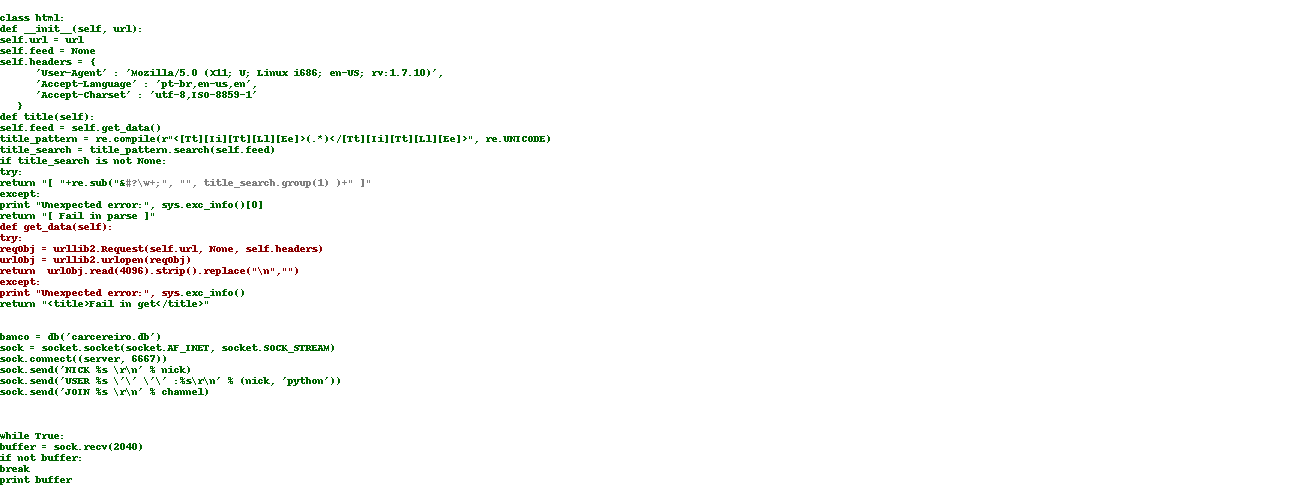 class html:
def __init__(self, url):
self.url = url
self.feed = None
self.headers = {
'User-Agent' : 'Mozilla/5.0 (X11; U; Linux i686; en-US; rv:1.7.10)',
'Accept-Language' : 'pt-br,en-us,en',
'Accept-Charset' : 'utf-8,ISO-8859-1'
}
def title(self):
self.feed = self.get_data()
title_pattern = re.compile(r"<[Tt][Ii][Tt][Ll][Ee]>(.*)</[Tt][Ii][Tt][Ll][Ee]>", re.UNICODE)
title_search = title_pattern.search(self.feed)
if title_search is not None:
try:
return "[ "+re.sub("&#?\w+;", "", title_search.group(1) )+" ]"
except:
print "Unexpected error:", sys.exc_info()[0]
return "[ Fail in parse ]"
def get_data(self):
try:
reqObj = urllib2.Request(self.url, None, self.headers)
urlObj = urllib2.urlopen(reqObj)
return  urlObj.read(4096).strip().replace("\n","")
except:
print "Unexpected error:", sys.exc_info()
return "<title>Fail in get</title>"
banco = db('carcereiro.db')
sock = socket.socket(socket.AF_INET, socket.SOCK_STREAM)
sock.connect((server, 6667))
sock.send('NICK %s \r\n' % nick)
sock.send('USER %s \'\' \'\' :%s\r\n' % (nick, 'python'))
sock.send('JOIN %s \r\n' % channel)
while True:
buffer = sock.recv(2040)
if not buffer:
break
print buffer